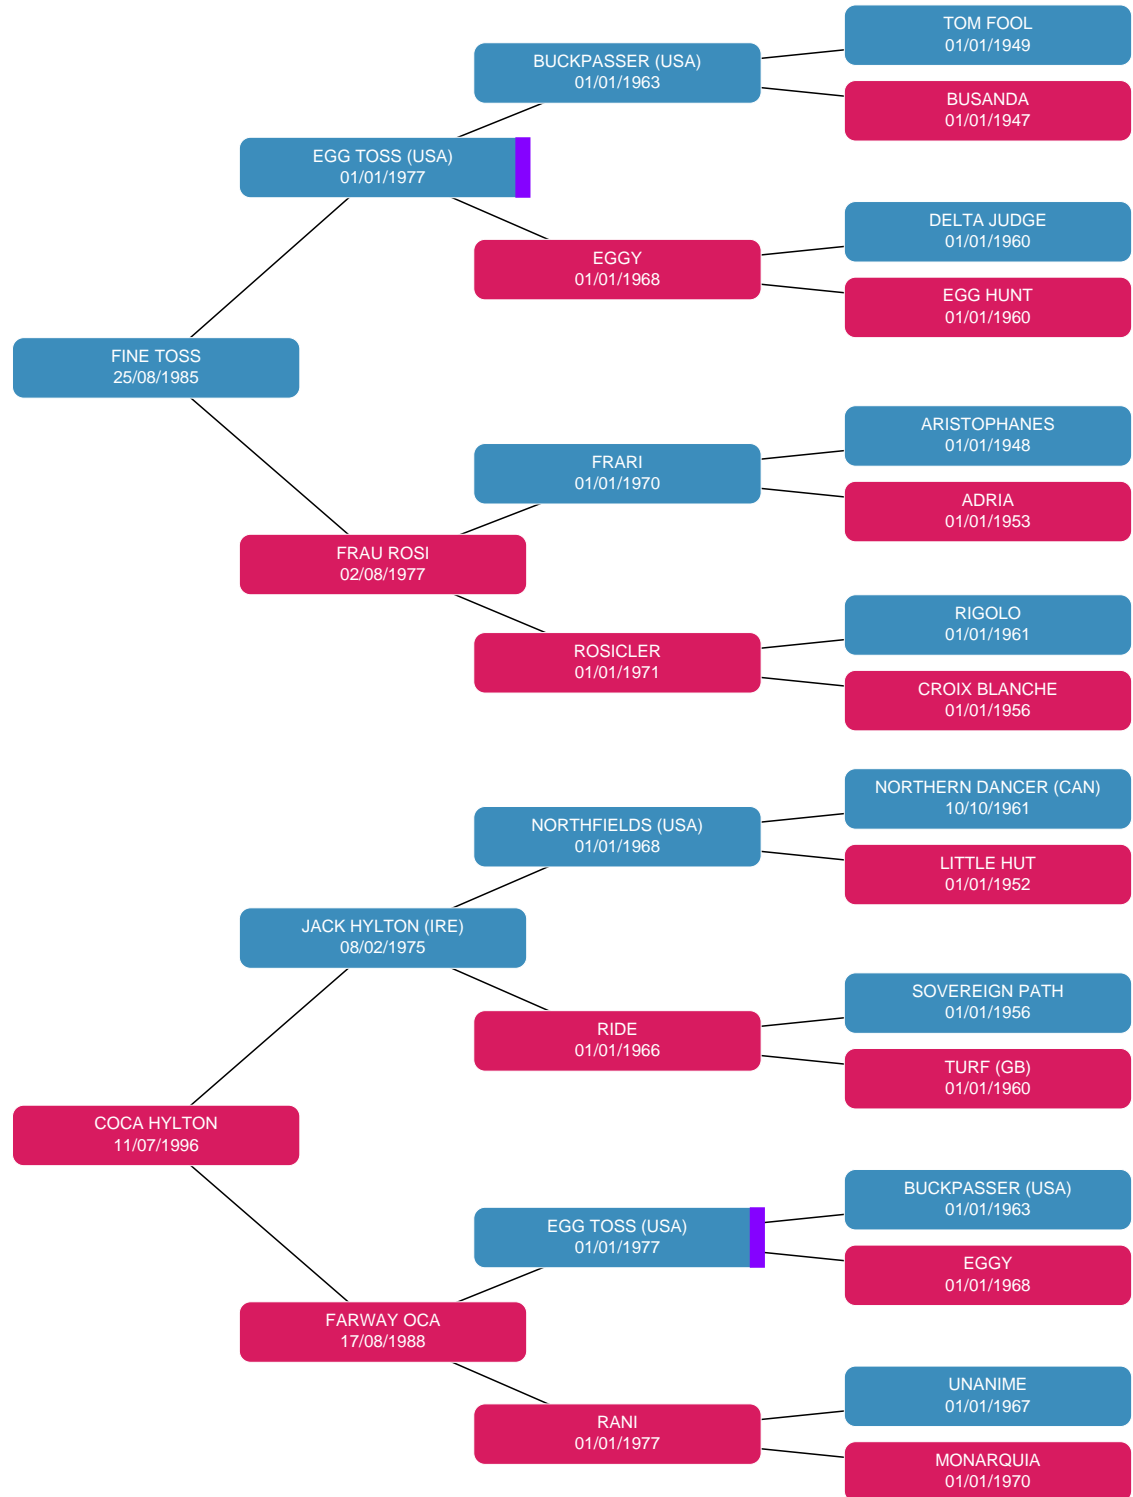 TOM FOOL
01/01/1949
BUCKPASSER (USA)
01/01/1963
BUSANDA
01/01/1947
EGG TOSS (USA)
01/01/1977
DELTA JUDGE
01/01/1960
EGGY
01/01/1968
EGG HUNT
01/01/1960
FINE TOSS
25/08/1985
ARISTOPHANES
01/01/1948
FRARI
01/01/1970
ADRIA
01/01/1953
FRAU ROSI
02/08/1977
RIGOLO
01/01/1961
ROSICLER
01/01/1971
CROIX BLANCHE
01/01/1956
NORTHERN DANCER (CAN)
10/10/1961
NORTHFIELDS (USA)
01/01/1968
LITTLE HUT
01/01/1952
JACK HYLTON (IRE)
08/02/1975
SOVEREIGN PATH
01/01/1956
RIDE
01/01/1966
TURF (GB)
01/01/1960
COCA HYLTON
11/07/1996
BUCKPASSER (USA)
01/01/1963
EGG TOSS (USA)
01/01/1977
EGGY
01/01/1968
FARWAY OCA
17/08/1988
UNANIME
01/01/1967
RANI
01/01/1977
MONARQUIA
01/01/1970